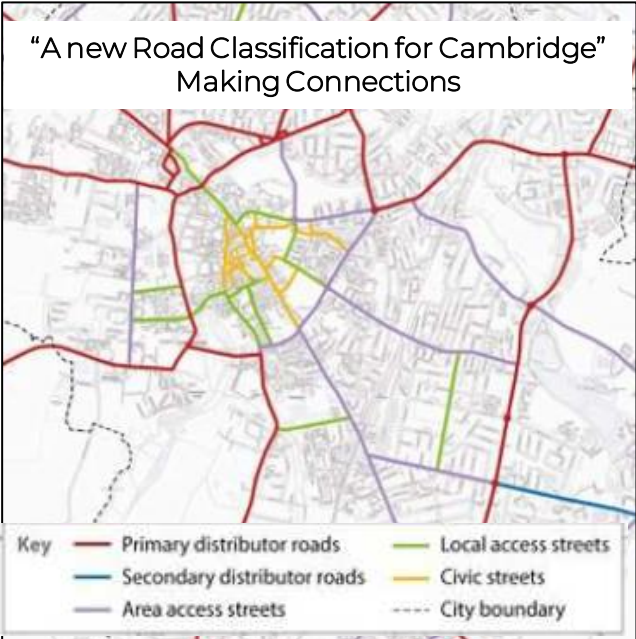 “A new Road Classification for Cambridge”
Making Connections
Key
Primary distributor roads
Secondary distributor roads
Area access streets
Local access streets
Civic streets
City boundary